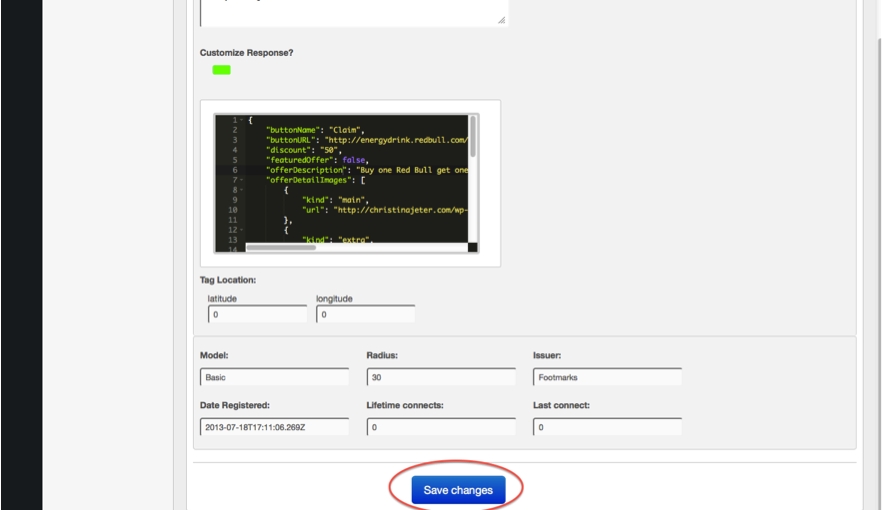 Customize Response?
1 {
2 "buttonName": "Claim",
3 "buttonURL": "http://energydrink.redbull.com/
4 "discount": "50",
5 "featuredOffer": false,
6 "offerDescription": "Buy one Red Bull get one
7 "offerDetailImages": [
8 {
9 "kind": "main",
10 "url": "http://christinajeter.com/wp-
11 },
12 {
13 "kind": "extra",
14
Tag Location:
latitude longitude
0 0
Model: Radius: Issuer:
Basic 30 Footmarks
Date Registered: Lifetime connects: Last connect:
2013-07-18T17:11:06.269Z 0 0
Save changes